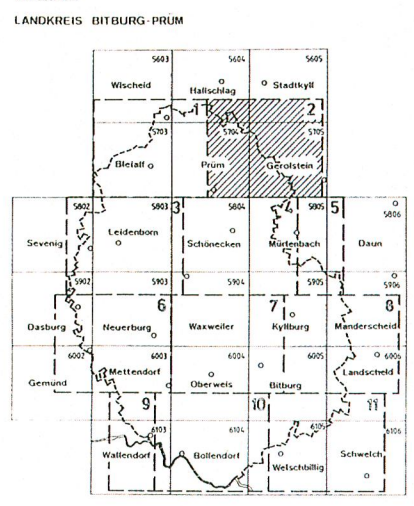 LANDKREIS BITBURG-PRÜM
5603 5604 5605
Wischeid Hallschlag Stadtkyll
1 2
5703 5704 5705
Bleialf Prüm Gerolstein
5802 5803 3 5804 5805 5 5806
Sevenig Leidenborn Schönecken Mürlenbach Daun
5902 5903 5904 5905 5906
6 7 8
Dasburg Neuerburg Waxweiler Kyllburg Manderscheid
6002 6003 6004 6005 6006
Gemünd Mettendorf Oberweis Bitburg Landscheid
9 10 11
6103 6104 6105 6106
Wallendorf Bollendorf Welschbillig Schweich